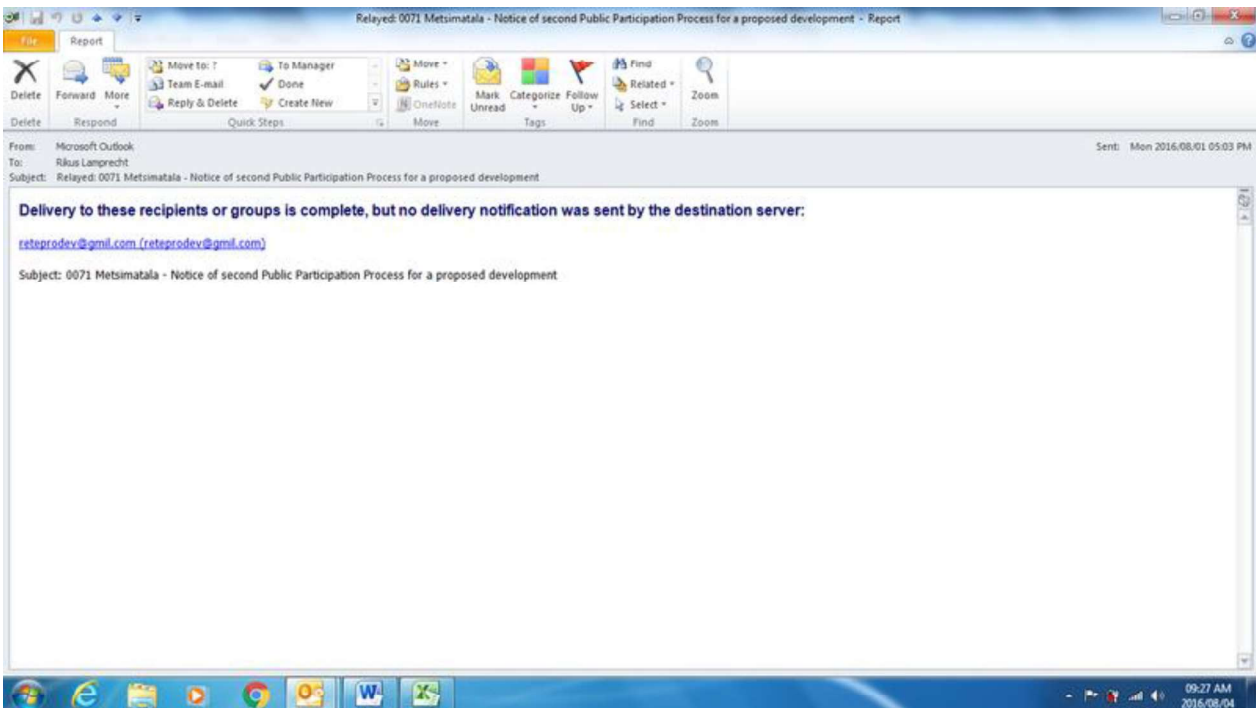 Relayed: 0071 Metsimatala - Notice of second Public Participation Process for a proposed development - Report
File Report
Move to: ? To Manager Move Find
Team E-mail Done Rules Related
Delete Forward More Reply & Delete Create New OneNote Mark Unread Categorize Follow Up Select Zoom
Delete Respond Quick Steps Move Tags Find Zoom
From: Microsoft Outlook Sent: Mon 2016/08/01 05:03 PM
To: Rikus Lamprecht
Subject: Relayed: 0071 Metsimatala - Notice of second Public Participation Process for a proposed development
Delivery to these recipients or groups is complete, but no delivery notification was sent by the destination server:
reteprodev@gmil.com (reteprodev@gmil.com)
Subject: 0071 Metsimatala - Notice of second Public Participation Process for a proposed development
09:27 AM
2016/08/04